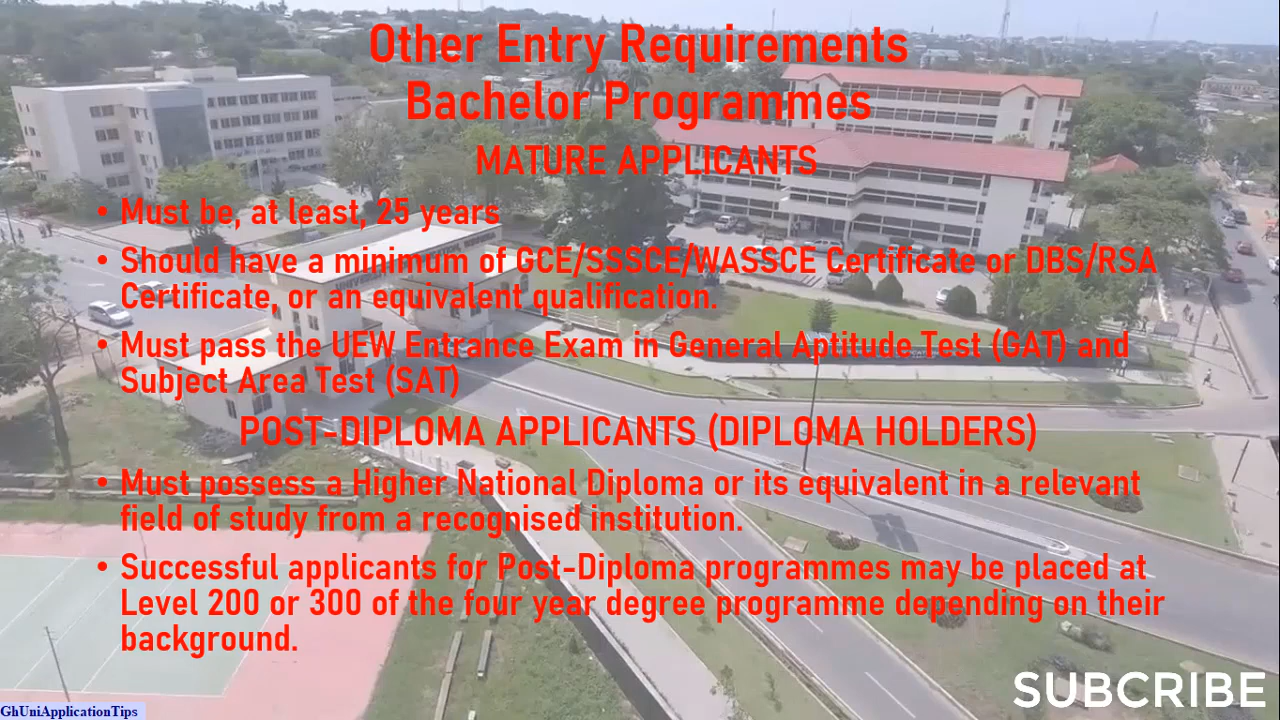 Other Entry Requirements
Bachelor Programmes
MATURE APPLICANTS
• Must be, at least, 25 years
• Should have a minimum of GCE/SSSCE/WASSCE Certificate or DBS/RSA
Certificate, or an equivalent qualification.
• Must pass the UEW Entrance Exam in General Aptitude Test (GAT) and
Subject Area Test (SAT)
POST-DIPLOMA APPLICANTS (DIPLOMA HOLDERS)
• Must possess a Higher National Diploma or its equivalent in a relevant
field of study from a recognised institution.
• Successful applicants for Post-Diploma programmes may be placed at
Level 200 or 300 of the four year degree programme depending on their
background.
SUBCRIBE
GhUniApplicationTips